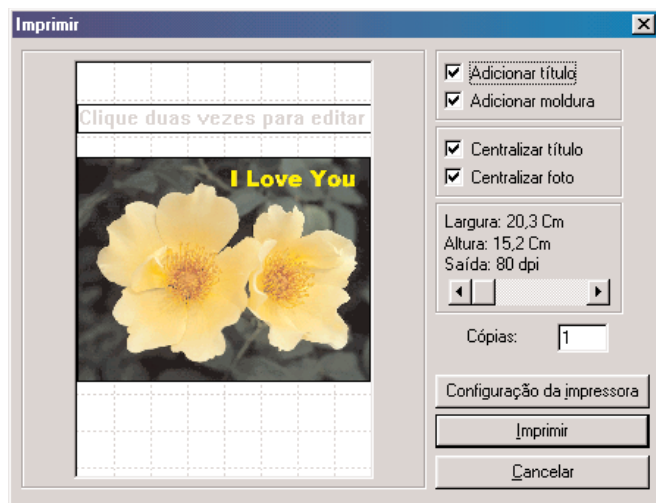 Imprimir
Clique duas vezes para editar
I Love You
Adicionar título
Adicionar moldura
Centralizar título
Centralizar foto
Largura: 20,3 Cm
Altura: 15,2 Cm
Saída: 80 dpi
Cópias: 1
Configuração da impressora
Imprimir
Cancelar